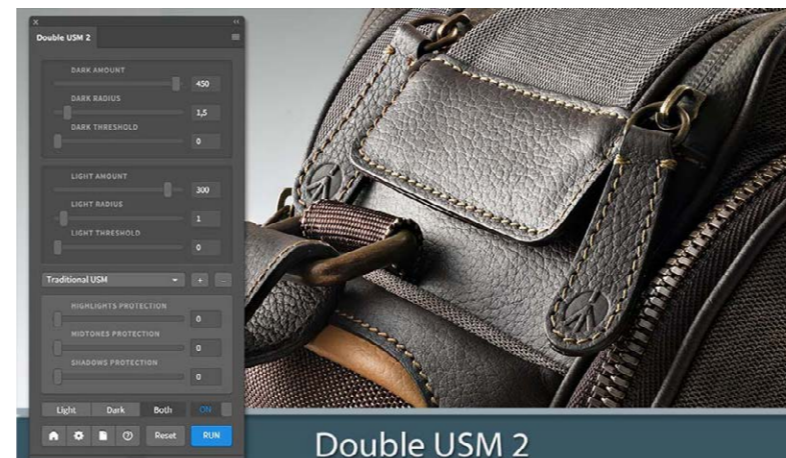 Double USM 2
DARK AMOUNT
450
DARK RADIUS
1,5
DARK THRESHOLD
0
LIGHT AMOUNT
300
LIGHT RADIUS
1
LIGHT THRESHOLD
0
Traditional USM
HIGHLIGHTS PROTECTION
0
MIDTONES PROTECTION
0
SHADOWS PROTECTION
0
Light Dark Both ON
Reset RUN
Double USM 2